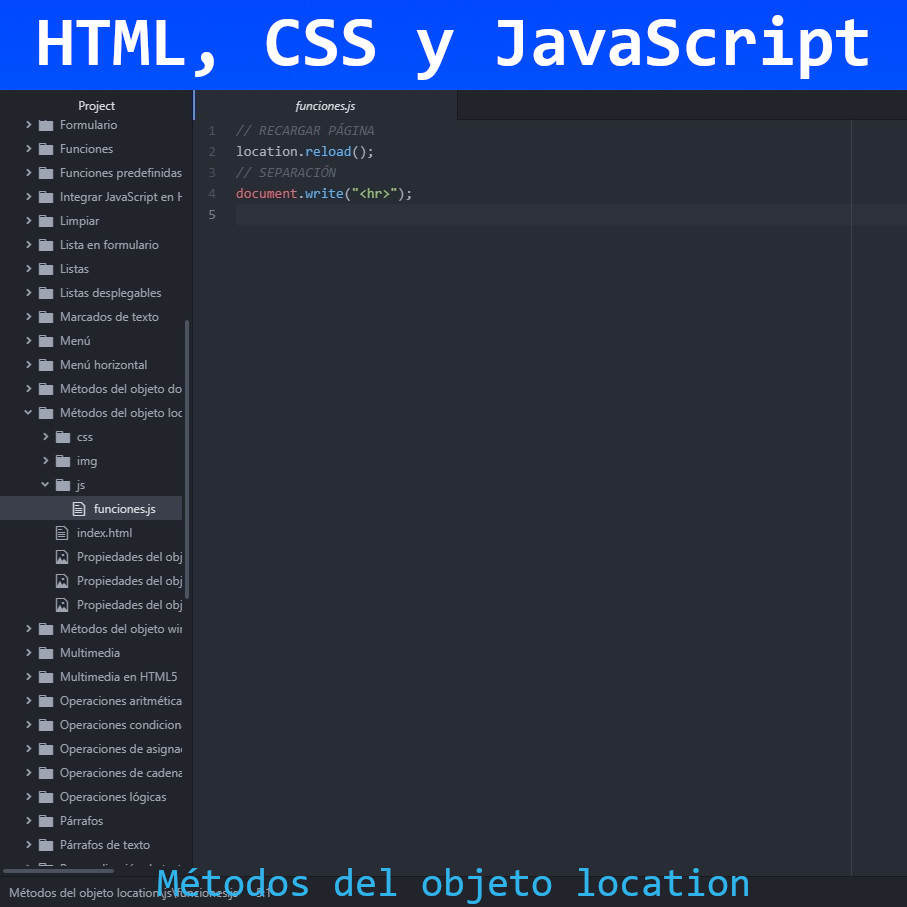 HTML, CSS y JavaScript
Project
Formulario
Funciones
Funciones predefinidas
Integrar JavaScript en H
Limpiar
Lista en formulario
Listas
Listas desplegables
Marcados de texto
Menú
Menú horizontal
Métodos del objeto do
Métodos del objeto loc
css
img
js
funciones.js
index.html
Propiedades del obj
Propiedades del obj
Propiedades del obj
Métodos del objeto win
Multimedia
Multimedia en HTML5
Operaciones aritmética
Operaciones condicion
Operaciones de asignad
Operaciones de cadena
Operaciones lógicas
Párrafos
Párrafos de texto
funciones.js
1 // RECARGAR PÁGINA
2 location.reload();
3 // SEPARACIÓN
4 document.write("<hr>");
5
Métodos del objeto location\js\funciones.js 5:1
Métodos del objeto location